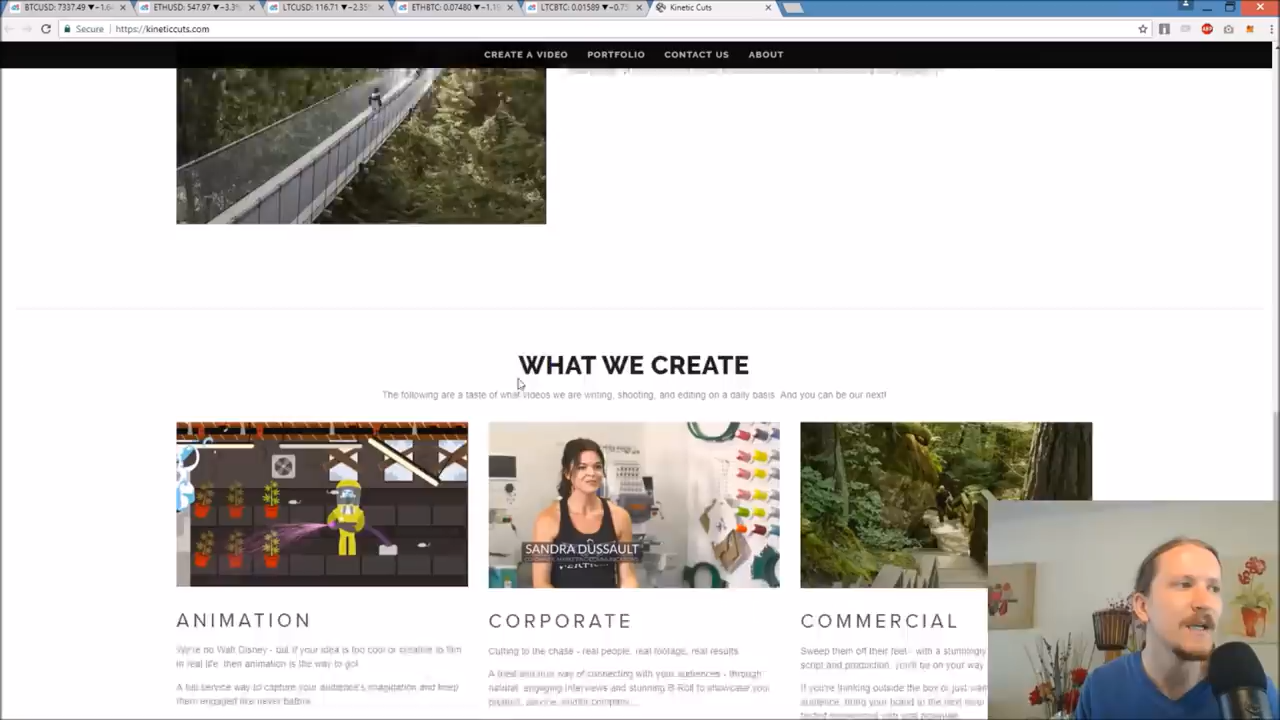 BTCUSD: 7337.49 ▼−1.6
ETHUSD: 547.97 ▼−3.3
LTCUSD: 116.71 ▼−2.35
ETHBTC: 0.07480 ▼−1.1
LTCBTC: 0.01589 ▼−0.7
Kinetic Cuts
Secure https://kineticcuts.com
CREATE A VIDEO PORTFOLIO CONTACT US ABOUT
WHAT WE CREATE
The following are a taste of what videos we are writing, shooting, and editing on a daily basis. And you can be our next!
SANDRA DUSSAULT
ANIMATION
We're no Walt Disney - but if your idea is too cool or creative to film
in real life, then animation is the way to go!
A full service way to capture your audience's imagination and keep
them engaged like never before.
CORPORATE
Cutting to the chase - real people, real footage, real results.
A tried and true way of connecting with your audiences - through
natural, engaging interviews and stunning B-Roll to showcase your
product, service, and/or company...
COMMERCIAL
Sweep them off their feet - with a stunningly
script and production, you'll be on your way
If you're thinking outside the box or just wan
audience, bring your brand to the next